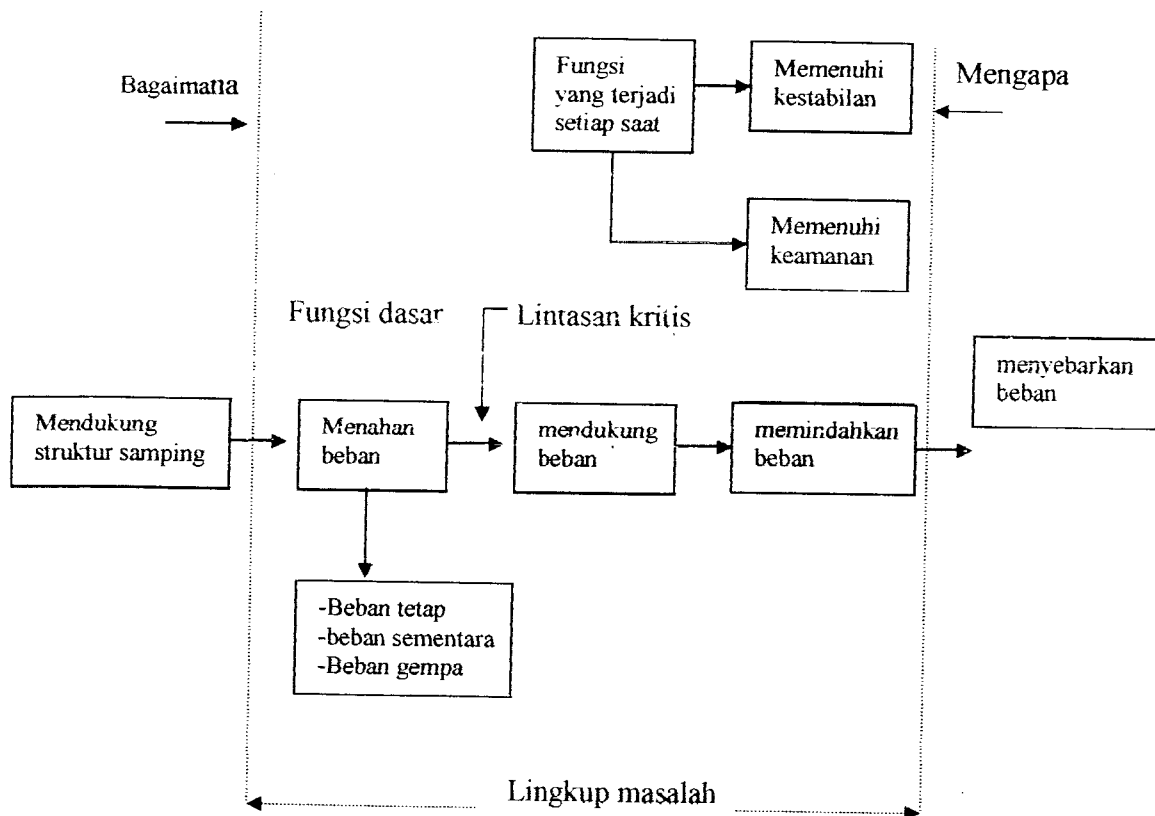 Bagaimana
Fungsi
yang terjadi
setiap saat
Memenuhi
kestabilan
Mengapa
Memenuhi
keamanan
Fungsi dasar
Lintasan kritis
menyebarkan
beban
Mendukung
struktur samping
Menahan
beban
mendukung
beban
memindahkan
beban
-Beban tetap
-beban sementara
-Beban gempa
Lingkup masalah